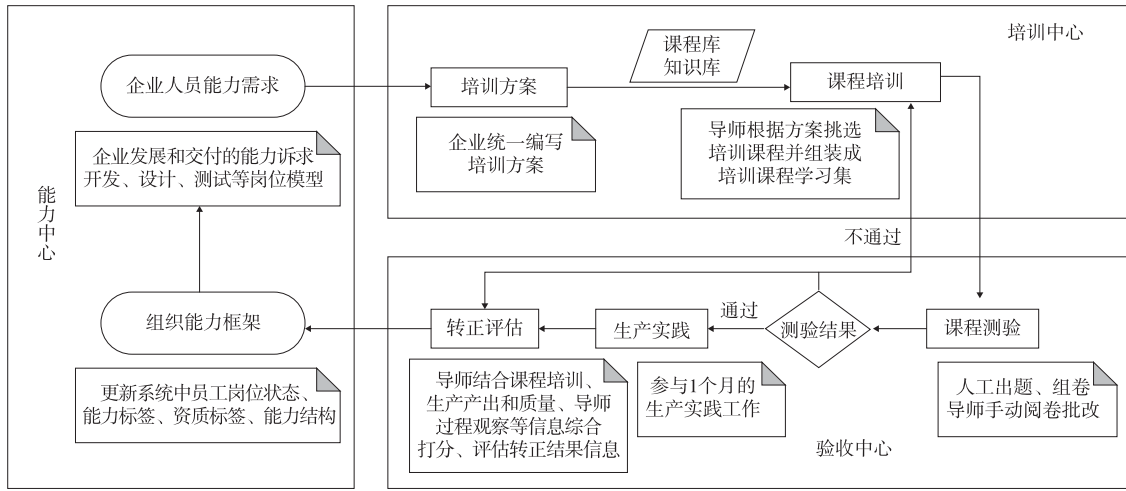 能力中心
企业人员能力需求
企业发展和交付的能力诉求
开发、设计、测试等岗位模型
组织能力框架
更新系统中员工岗位状态、
能力标签、资质标签、能力结构
培训中心
培训方案
企业统一编写
培训方案
课程库
知识库
课程培训
导师根据方案挑选
培训课程并组装成
培训课程学习集
不通过
转正评估
导师结合课程培训、
生产产出和质量、导师
过程观察等信息综合
打分、评估转正结果信息
生产实践
参与1个月的
生产实践工作
通过
测验结果
课程测验
人工出题、组卷
导师手动阅卷批改
验收中心